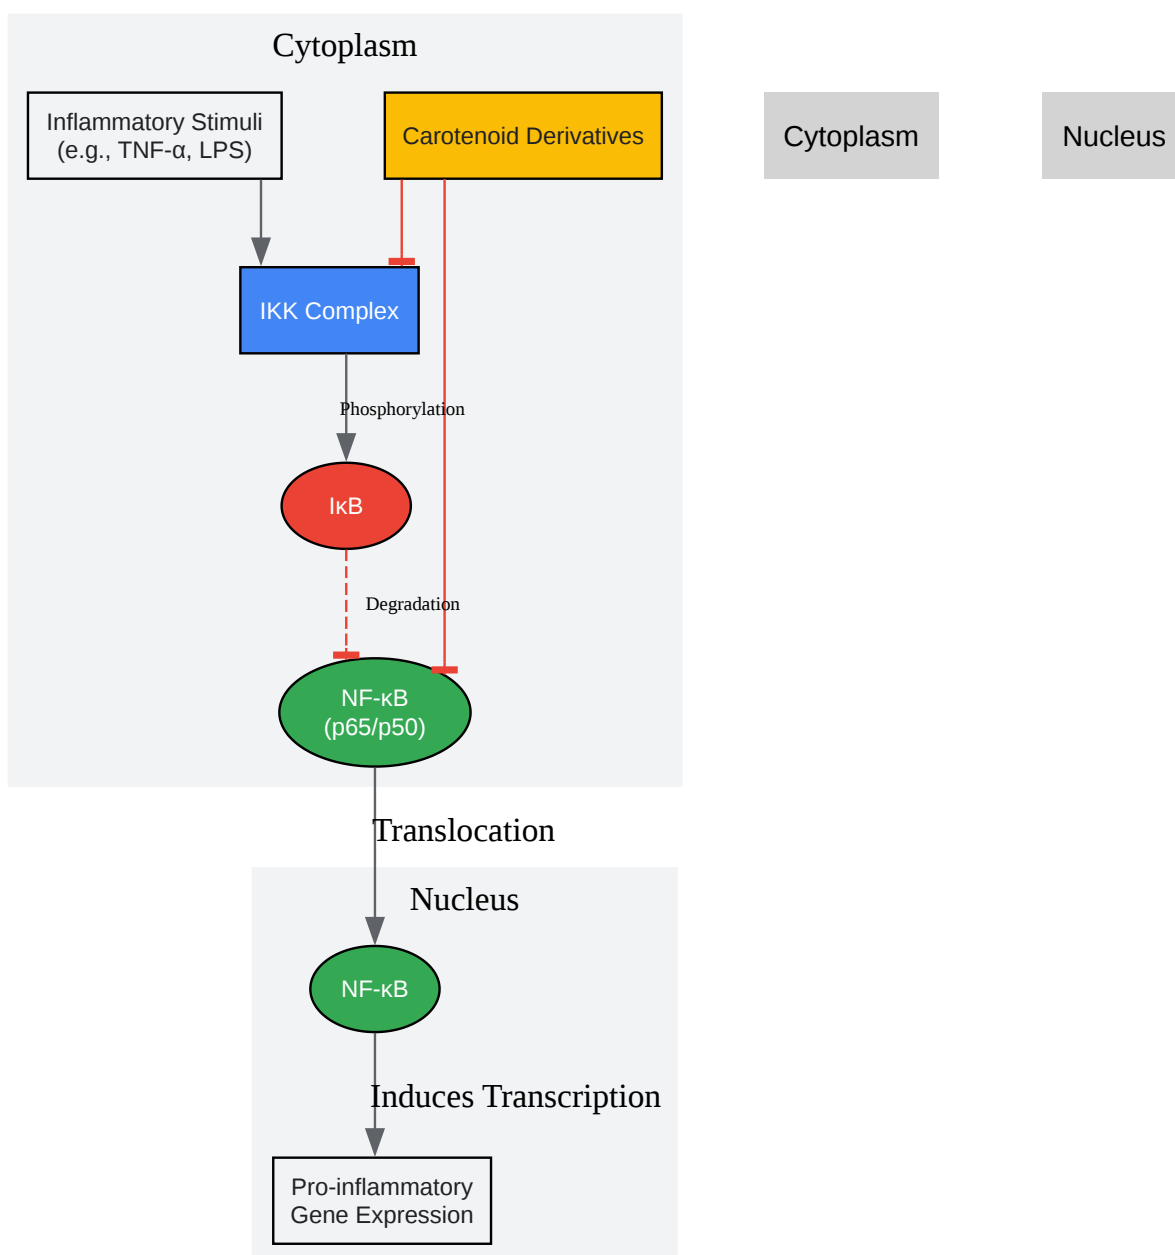 Cytoplasm
Inflammatory Stimuli
(e.g., TNF-α, LPS)
Carotenoid Derivatives
Cytoplasm
Nucleus
IKK Complex
Phosphorylation
IκB
Degradation
NF-κB
(p65/p50)
Translocation
Nucleus
NF-κB
Induces Transcription
Pro-inflammatory
Gene Expression